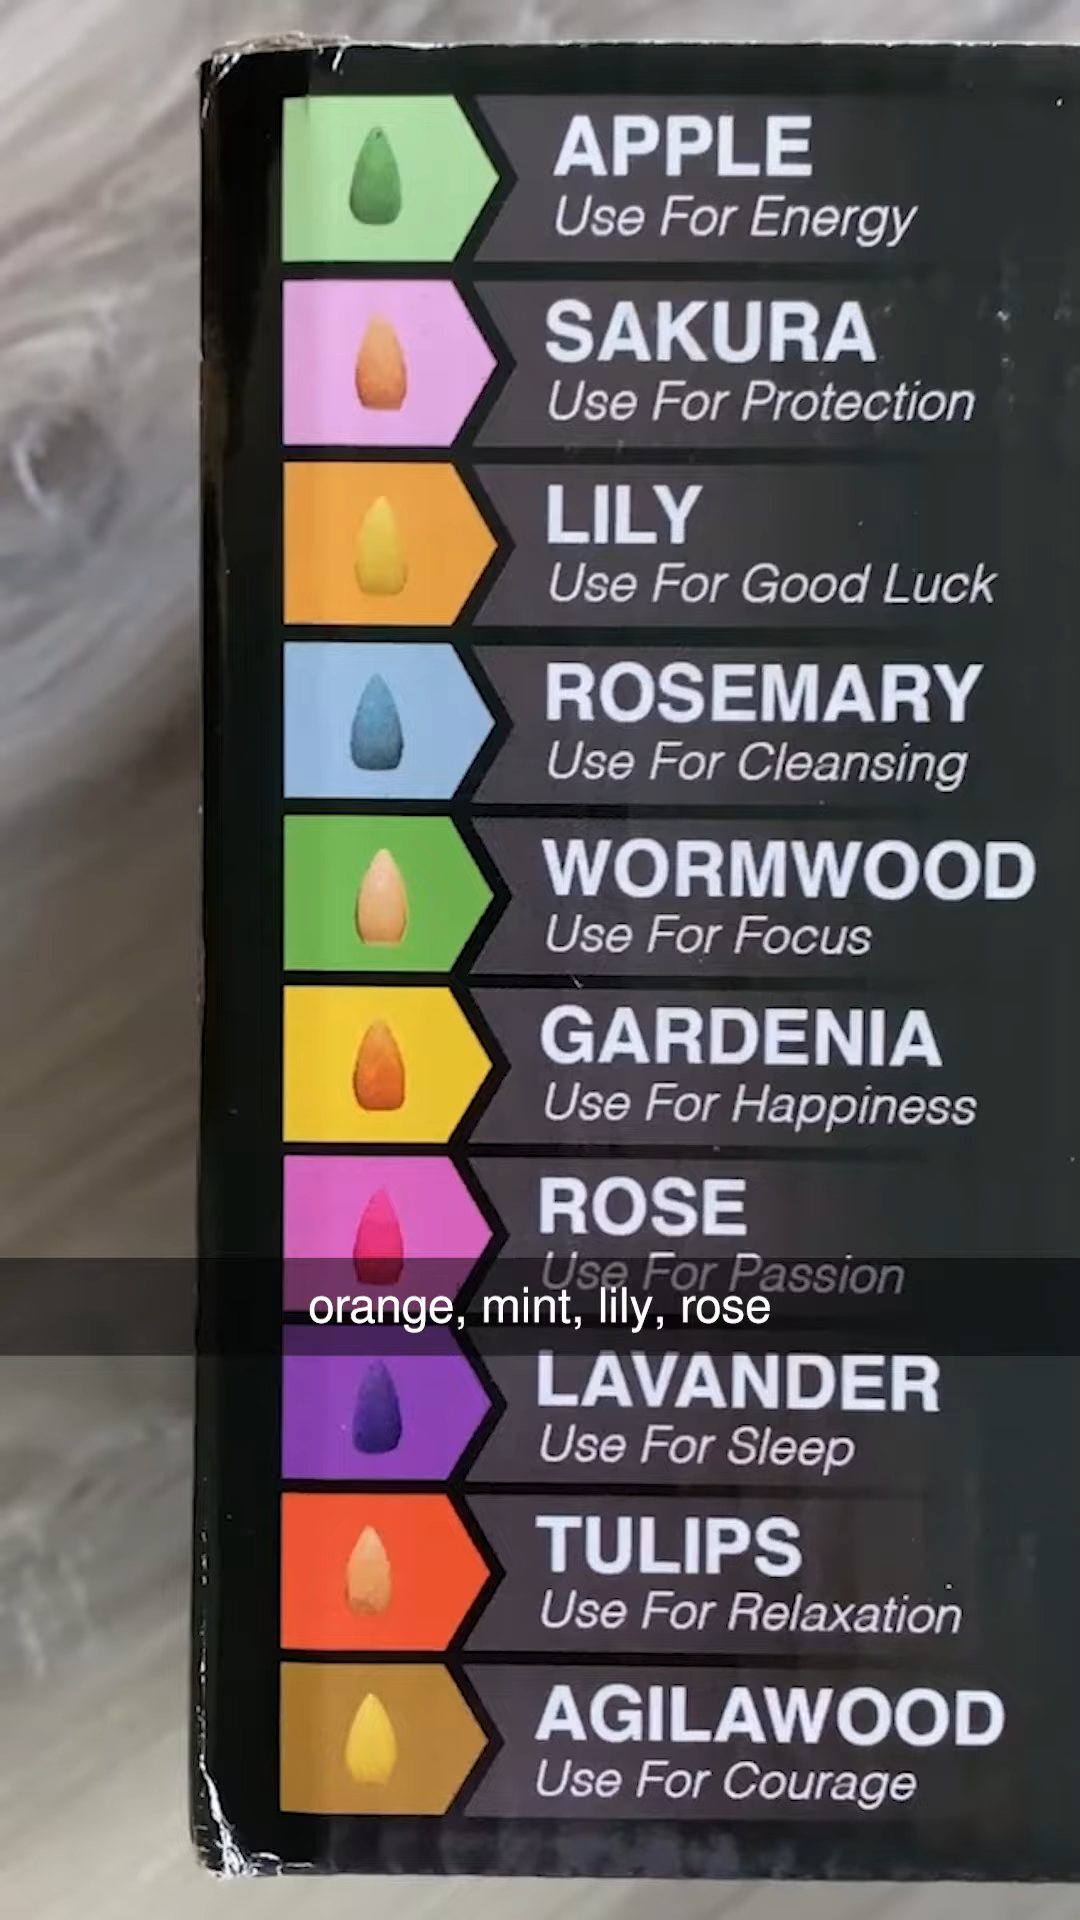 APPLE
Use For Energy
SAKURA
Use For Protection
LILY
Use For Good Luck
ROSEMARY
Use For Cleansing
WORMWOOD
Use For Focus
GARDENIA
Use For Happiness
ROSE
Use For Passion
orange, mint, lily, rose
LAVANDER
Use For Sleep
TULIPS
Use For Relaxation
AGILAWOOD
Use For Courage